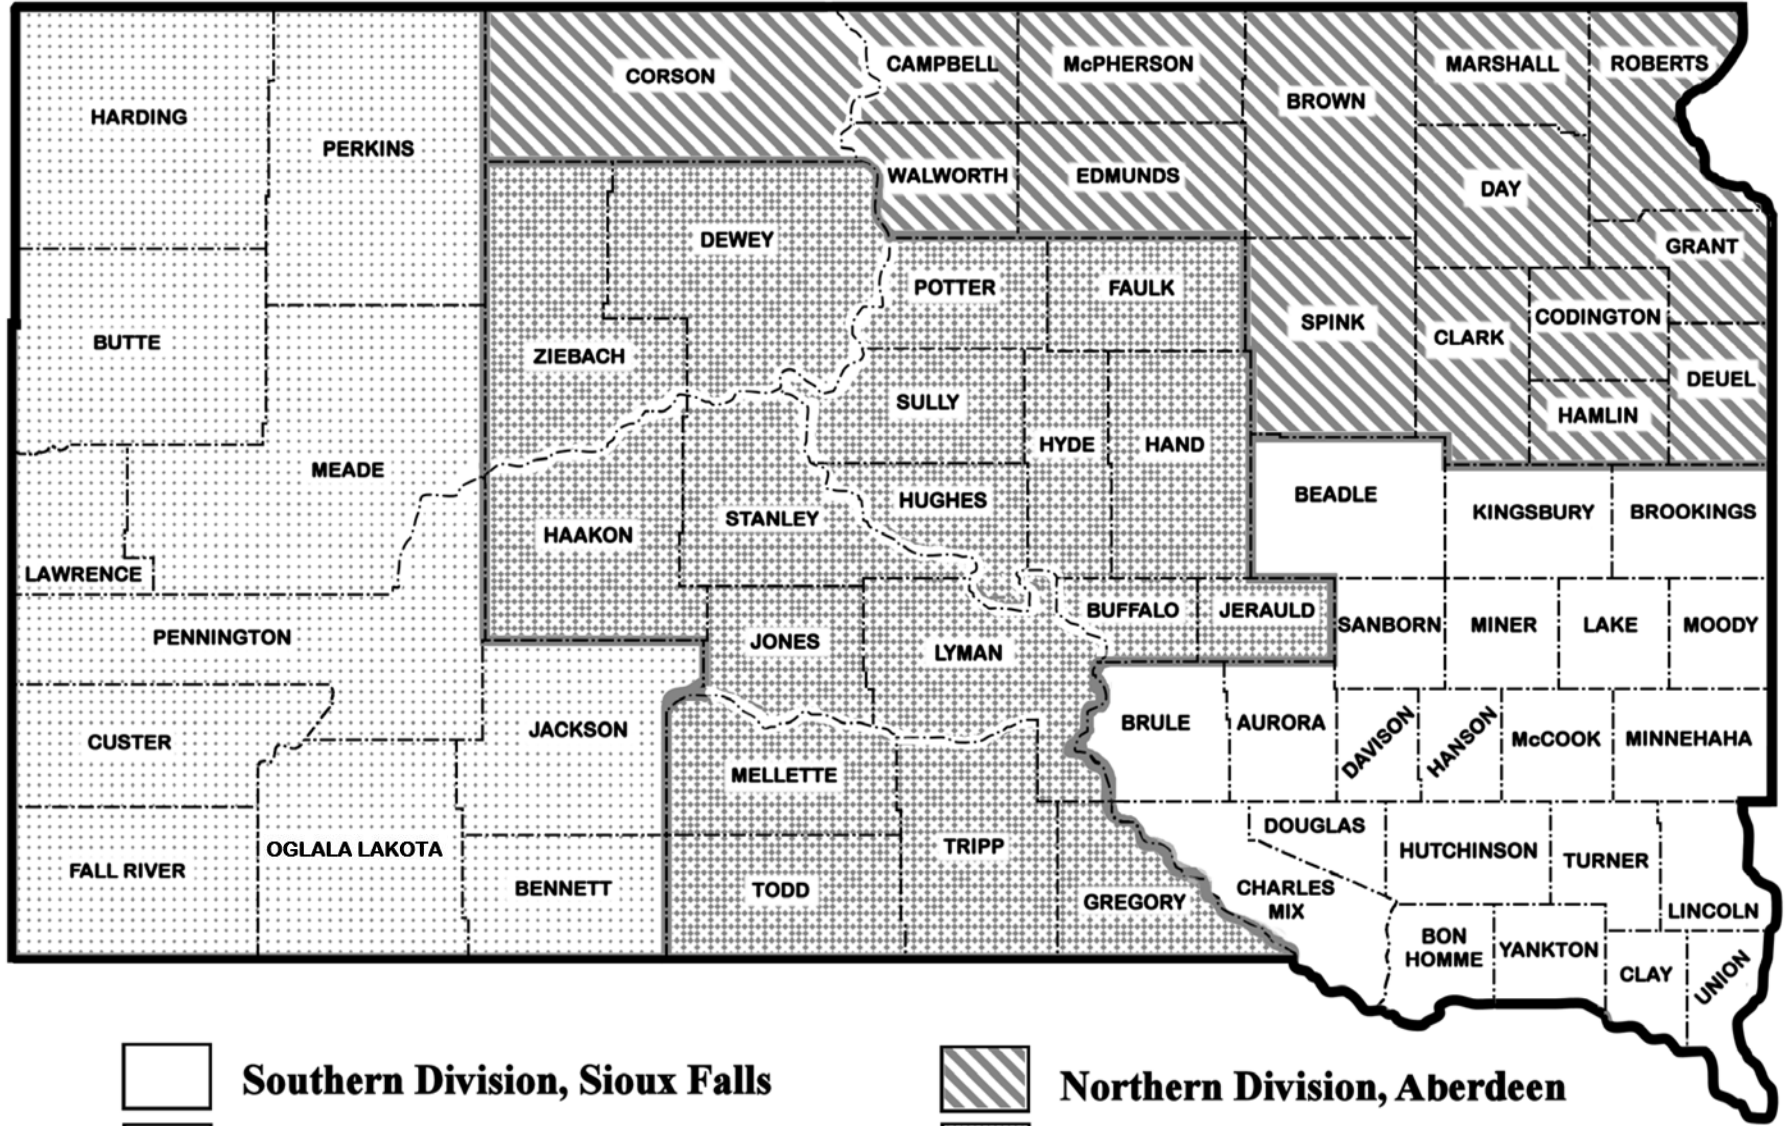 CORSON
CAMPBELL
McPHERSON
BROWN
MARSHALL
ROBERTS
HARDING
PERKINS
WALWORTH
EDMUNDS
DAY
DEWEY
GRANT
POTTER
FAULK
SPINK
CLARK
CODINGTON
BUTTE
ZIEBACH
DEUEL
SULLY
HAMLIN
MEADE
HYDE
HAND
HUGHES
BEADLE
STANLEY
HAAKON
KINGSBURY
BROOKINGS
LAWRENCE
BUFFALO
JERAULD
SANBORN
MINER
LAKE
MOODY
PENNINGTON
JONES
LYMAN
CUSTER
JACKSON
BRULE
AURORA
DAVISON
HANSON
McCOOK
MINNEHAHA
MELLETTE
OGLALA LAKOTA
TRIPP
DOUGLAS
HUTCHINSON
TURNER
FALL RIVER
BENNETT
TODD
GREGORY
CHARLES
MIX
LINCOLN
BON
HOMME
YANKTON
CLAY
UNION
Southern Division, Sioux Falls
Northern Division, Aberdeen